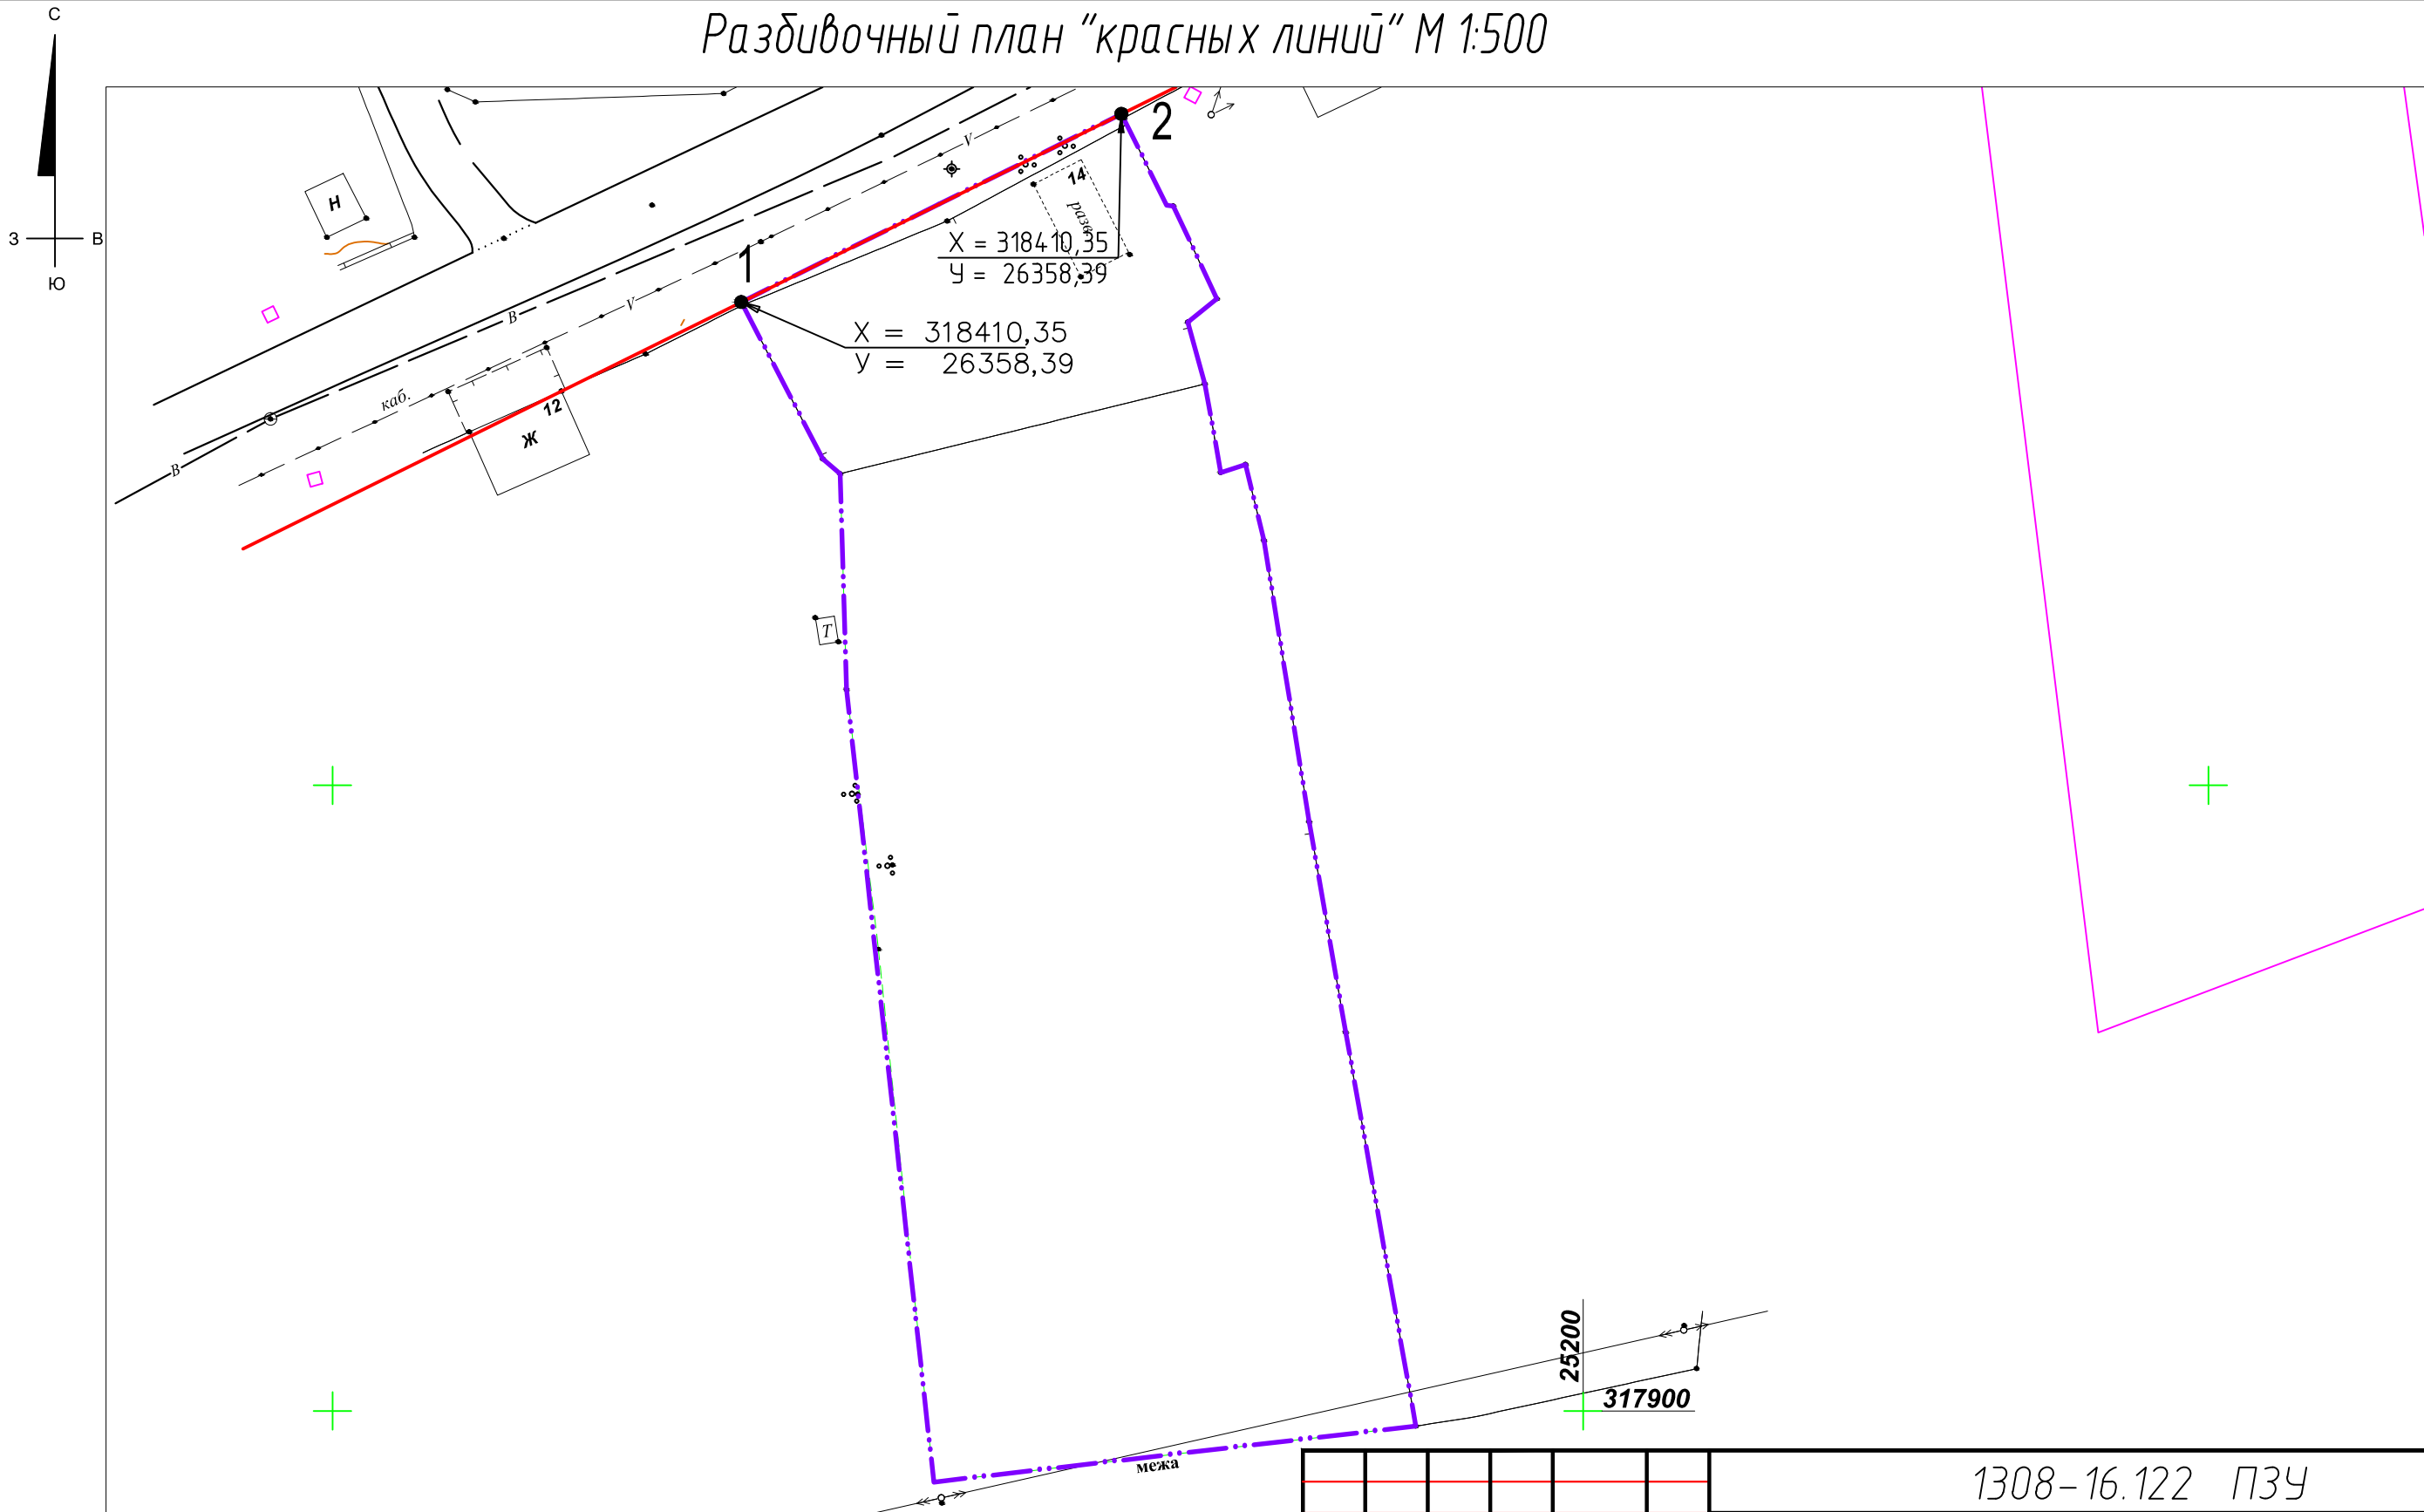 С
Разбивочный план "красных линий" М 1:500
З
В
Ю
Н
V
14
разв.
2
1
X = 318410,35
У = 26358,39
V
В
X = 318410,35
У = 26358,39
каб.
12
Ж
В
Т
25200
317900
межа
1308-16.122 ПЗУ